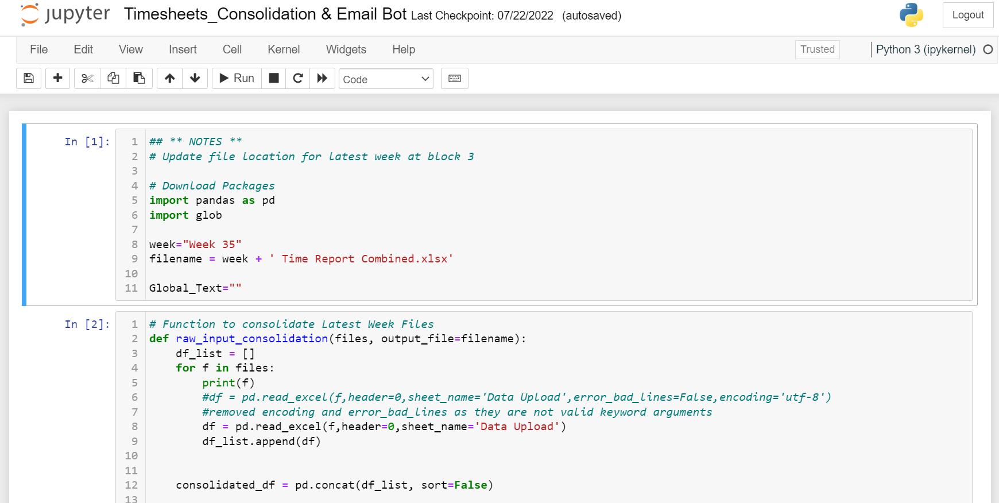 jupyter Timesheets_Consolidation & Email Bot Last Checkpoint: 07/22/2022 (autosaved) Logout
File Edit View Insert Cell Kernel Widgets Help Trusted Python 3 (ipykernel)
Run Code
In [1]:
1 ## ** NOTES **
2 # Update file location for latest week at block 3
3
4 # Download Packages
5 import pandas as pd
6 import glob
7
8 week="Week 35"
9 filename = week + ' Time Report Combined.xlsx'
10
11 Global_Text=""
In [2]:
1 # Function to consolidate Latest Week Files
2 def raw_input_consolidation(files, output_file=filename):
3     df_list = []
4     for f in files:
5         print(f)
6         #df = pd.read_excel(f,header=0,sheet_name='Data Upload',error_bad_lines=False,encoding='utf-8')
7         #removed encoding and error_bad_lines as they are not valid keyword arguments
8         df = pd.read_excel(f,header=0,sheet_name='Data Upload')
9         df_list.append(df)
10
11
12     consolidated_df = pd.concat(df_list, sort=False)
13